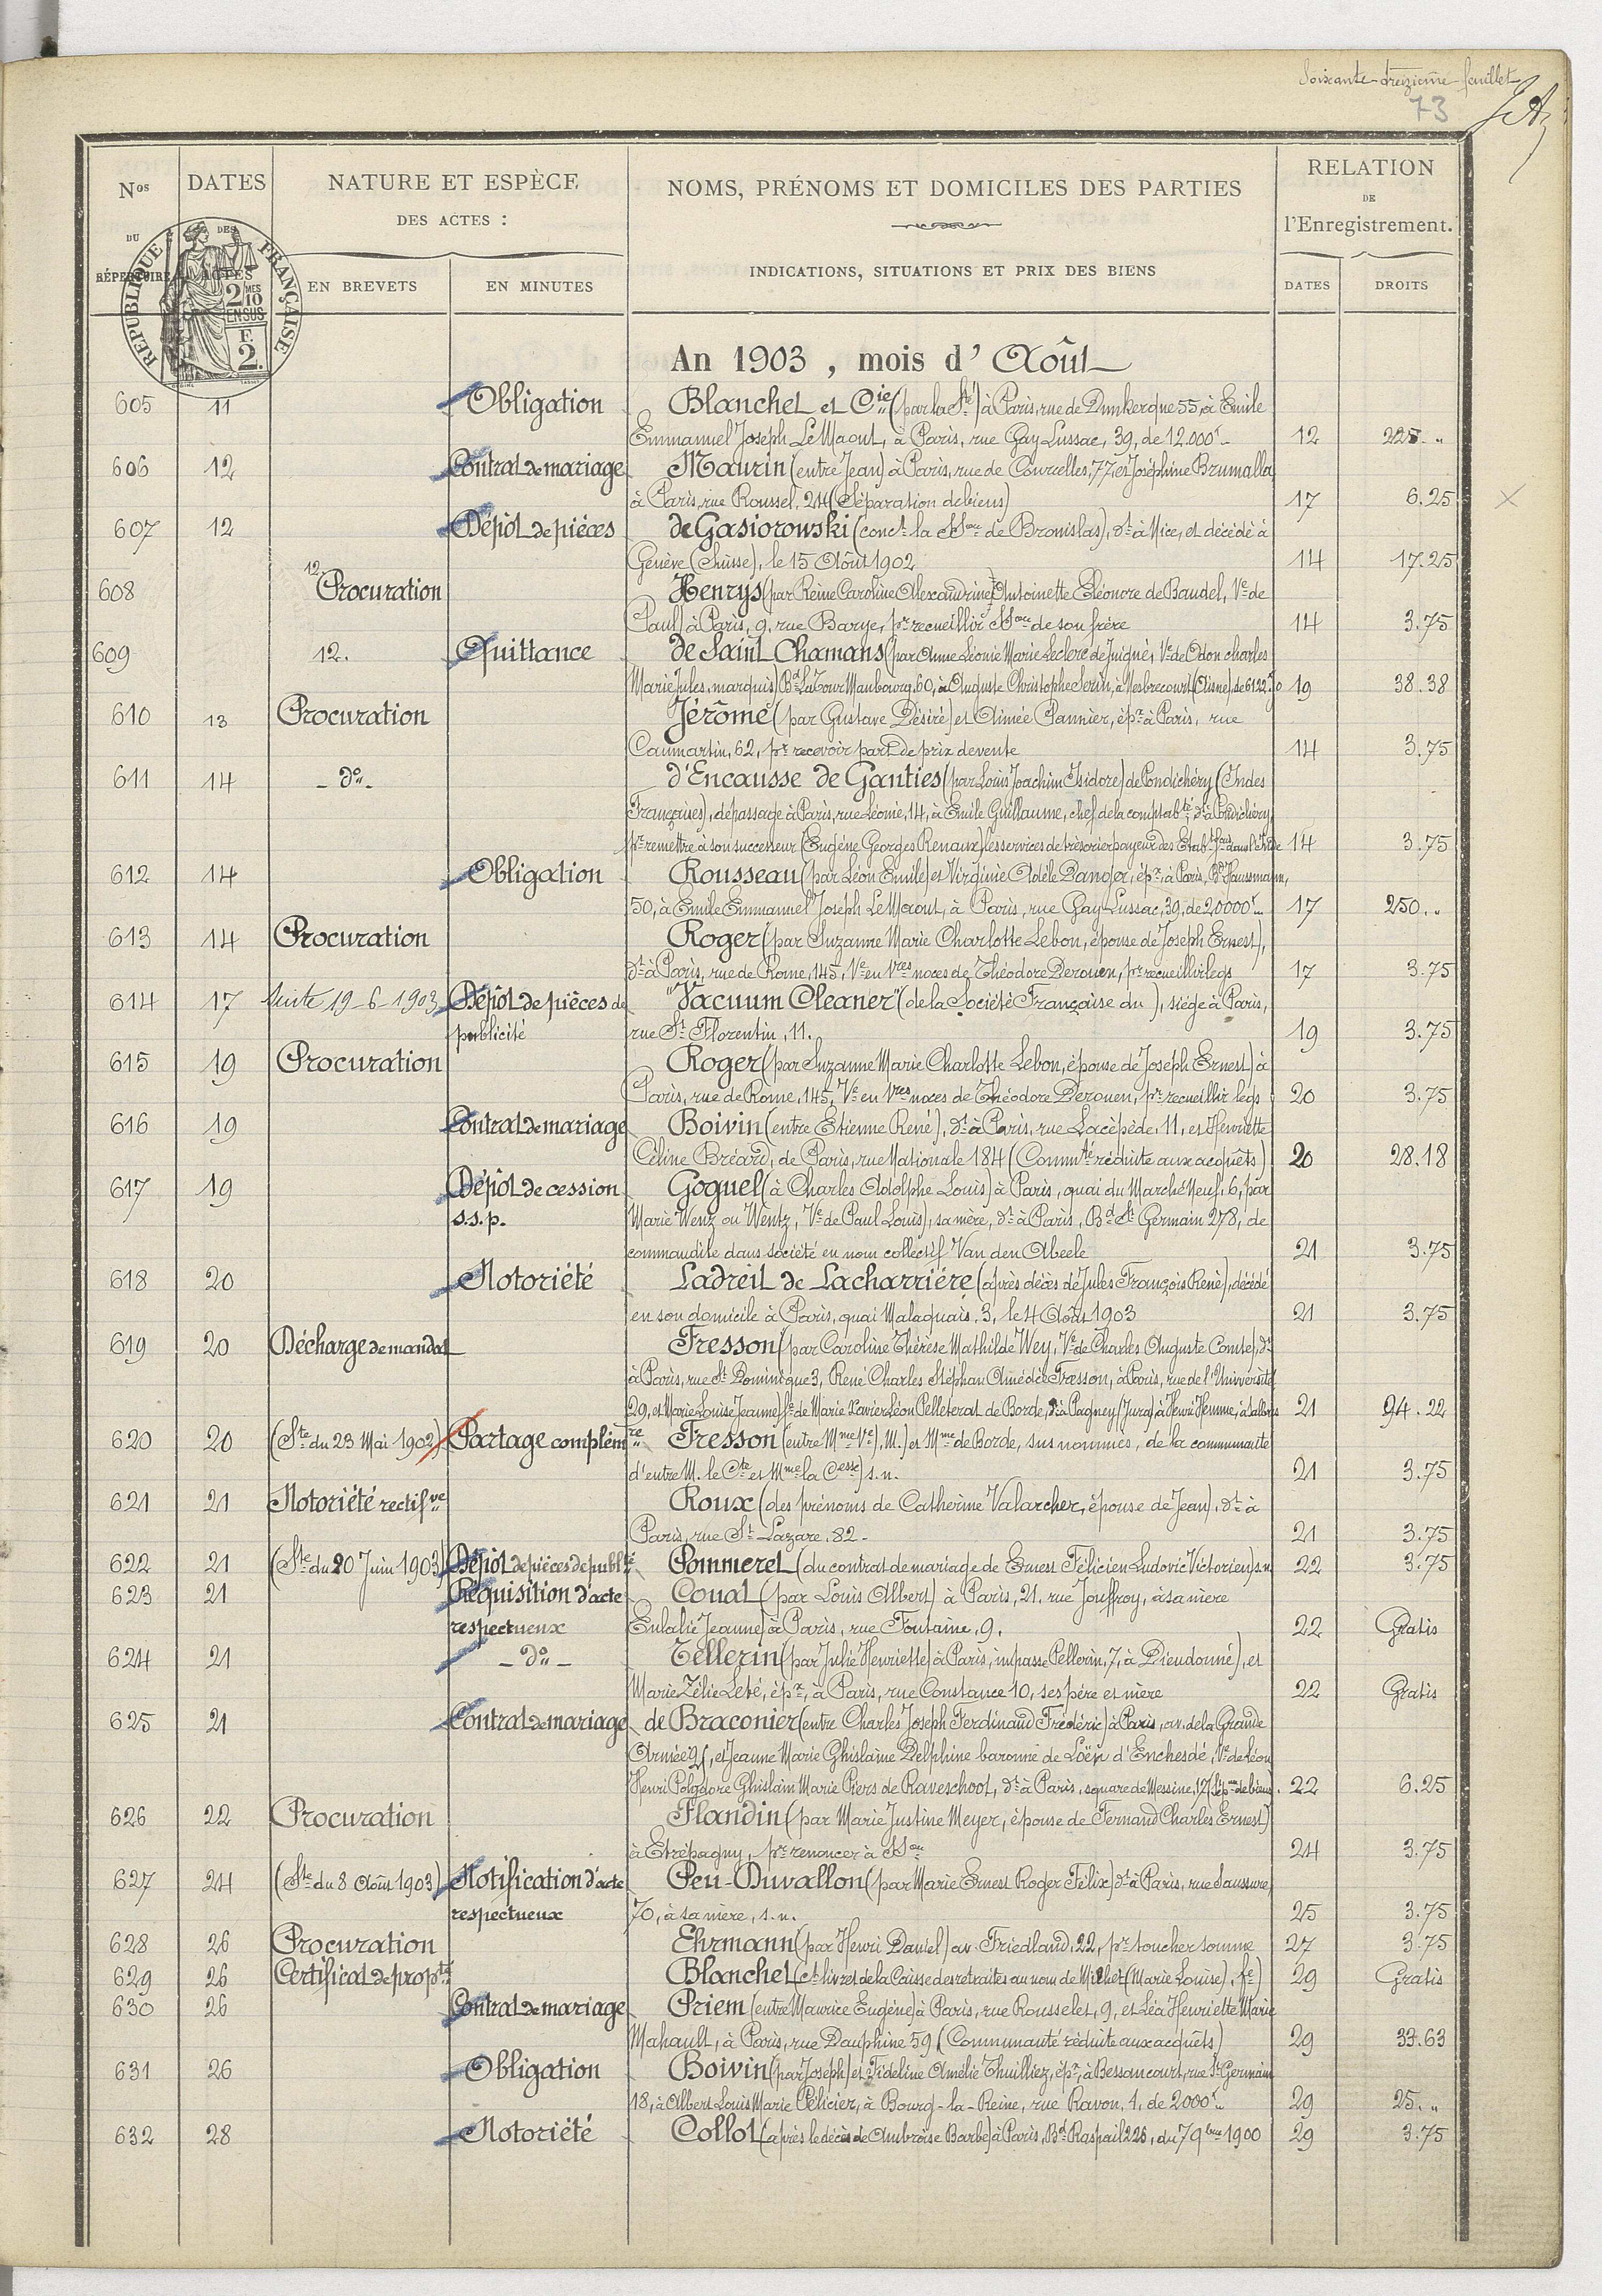 Soixante-treizième feuillet
73
Nos DU RÉPERTOIRE
DATES
NATURE ET ESPÈCE
DES ACTES :
EN BREVETS
EN MINUTES
NOMS, PRÉNOMS ET DOMICILES DES PARTIES
INDICATIONS, SITUATIONS ET PRIX DES BIENS
RELATION
DE
l'Enregistrement.
DATES
DROITS
RÉPUBLIQUE FRANÇAISE
DES
ACTES
2 MES 10
EN SUS
F. 2.
An 1903, mois d'Août
605 11 Obligation Blanchet et Cie (par la Sté) à Paris, rue de Dunkerque 55, à Emile
Emmanuel Joseph Le Maout, à Paris, rue Gay Lussac, 39, de 12.000f 12 225. "
606 12 Contrat de mariage Maurin (entre Jean) à Paris, rue de Courcelles, 77 et Joséphine Brumalla
à Paris, rue Roussel, 24 (Séparation de biens) 17 6.25
607 12 Dépôt de pièces de Gasiorowski (conct la Sson de Bronislas), dt à Nice, et décédé à
Genève (Suisse), le 15 Août 1902 14 17.25
608 12. Procuration Henrys (par Reine Caroline Alexandrine Antoinette Eléonore de Baudel, Ve de
Paul) à Paris, 9, rue Barye, pr recueillir Sson de son frère 14 3.75
609 12. Quittance de Saint Chamans (par Anne Léonie Marie Leclerc de Juigné, Ve de Odon Charles
Marie Jules, marquis) Bd La Tour Maubourg, 60, à Auguste Christophe Serin, à Nesbrecourt (Aisne), de 6122f 19 38.38
610 13 Procuration Jérôme (par Gustave Désiré) et Aimée Pannier, épx à Paris, rue
Caumartin, 62, pr recevoir part de prix de vente 14 3.75
611 14 - do - d'Encausse de Ganties (par Louis Joachim Isidore) de Pondichéry (Indes
Françaises), de passage à Paris, rue Léonie, 14, à Emile Guillaume, chef de la comptabté, dt à Pondichéry,
pr remettre à son successeur (Eugène Georges Renaux) les services de trésorier payeur des Etabts fçais dans l'Inde 14 3.75
612 14 Obligation Rousseau (par Léon Emile) et Virginie Adèle Danger, épx, à Paris, Bd Hausmann,
50, à Emile Emmanuel Joseph Le Maout, à Paris, rue Gay-Lussac, 39, de 20000f 17 250. "
613 14 Procuration Roger (par Suzanne Marie Charlotte Lebon, épouse de Joseph Ernest),
dt à Paris, rue de Rome, 145, Ve en 1res noces de Théodore Derouen, pr recueillir legs 17 3.75
614 17 Suite 19-6-1903 Dépôt de pièces de "Vacuum Cleaner" (de la Société Française du), siège à Paris,
publicité rue St Florentin, 11. 19 3.75
615 19 Procuration Roger (par Suzanne Marie Charlotte Lebon, épouse de Joseph Ernest) à
Paris, rue de Rome, 145, Ve en 1res noces de Théodore Derouen, pr recueillir legs 20 3.75
616 19 Contrat de mariage Boivin (entre Etienne René), dt à Paris, rue Lacépède, 11, et Henriette
Céline Bréard, de Paris, rue Nationale 184 (Commté réduite aux acquêts) 20 28.18
617 19 Dépôt de cession Goguel (à Charles Adolphe Louis) à Paris, quai du Marché Neuf, 6, par
s.s.p. Marie Wenz ou Wentz, Ve de Paul Louis), sa mère, dt à Paris, Bd St Germain 278, de
commandite dans société en nom collectif Van den Abeele 21 3.75
618 20 Notoriété Ladreit de Lacharrière (après décès de Jules François René), décédé
en son domicile à Paris, quai Malaquais, 3, le 4 Août 1903 21 3.75
619 20 Décharge de mandat Fresson (par Caroline Thérèse Mathilde Wey, Ve de Charles Auguste Comte), dt
à Paris, rue St Dominique 3, René Charles Stéphan Amédée Fresson, à Paris, rue de l'Université
29, et Marie Louise Jeanne) fe de Marie Xavier Léon Pelleterat de Borde, dt à Pagney (Jura), à Henri Hemme, à 21 94.22
620 20 (Ste du 23 Mai 1902) Partage complémre Fresson (entre Mme Ve), M.) et Mme de Borde, sus nommés, de la communauté
d'entre M. le Cte et Mme la Cesse) s.n. 21 3.75
621 21 Notoriété rectifve Roux (des prénoms de Catherine Valarcher, épouse de Jean), dt à
Paris, rue St Lazare, 82. 21 3.75
622 21 (Ste du 20 Juin 1903) Dépôt de pièces de publté Pommeret (du contrat de mariage de Ernest Félicien Ludovic Victorien) s.n. 22 3.75
623 21 Réquisition d'acte Couat (par Louis Albert) à Paris, 21, rue Jouffroy, à sa mère
respectueux Eulalie Jeanne) à Paris, rue Fontaine, 9. 22 Gratis
624 21 - do - Tellezin (par Julie Henriette) à Paris, impasse Pellerin, 7, à Dieudonné), et
Marie Zélie Leté, épx, à Paris, rue Constance 10, ses père et mère 22 Gratis
625 21 Contrat de mariage de Braconier (entre Charles Joseph Ferdinand Frédéric) à Paris, av. de la Grande
Armée, et Jeanne Marie Ghislaine Delphine baronne de Loën d'Enchesdé, Ve de Léon
Henri Polydore Ghislain Marie Piers de Raveschoot, dt à Paris, square de Messine, 17 (Sépon de biens). 22 6.25
626 22 Procuration Flandin (par Marie Justine Meyer, épouse de Fernand Charles Ernest)
à Etrépagny, pr renoncer à Sson 24 3.75
627 24 (Ste du 8 Août 1903) Notification d'acte Peu-Duvallon (par Marie Ernest Roger Félix) dt à Paris, rue Saussure,
respectueux 70, à sa mère, s.n. 25 3.75
628 26 Procuration Ehrmann (par Henri Daniel) av. Friedland, 22, pr toucher somme 27 3.75
629 26 Certificat de propté Blanchet (ct livret de la Caisse des retraites au nom de Milhet (Marie Louise), fe) 29 Gratis
630 26 Contrat de mariage Priem (entre Maurice Eugène) à Paris, rue Rousselet, 9, et Léa Henriette Marie
Mahault, à Paris, rue Dauphine 59 (Communauté réduite aux acquêts) 29 33.63
631 26 Obligation Boivin (par Joseph) et Fideline Amélie Thuilliez, épx, à Bessancourt, rue St Germain
18, à Albert Louis Marie Pélicier, à Bourg-la-Reine, rue Ravon, 1, de 2000f 29 25. "
632 28 Notoriété Collot (après le décès de Ambroise Barbe) à Paris, Bd Raspail 226, du 7 9bre 1900 29 3.75